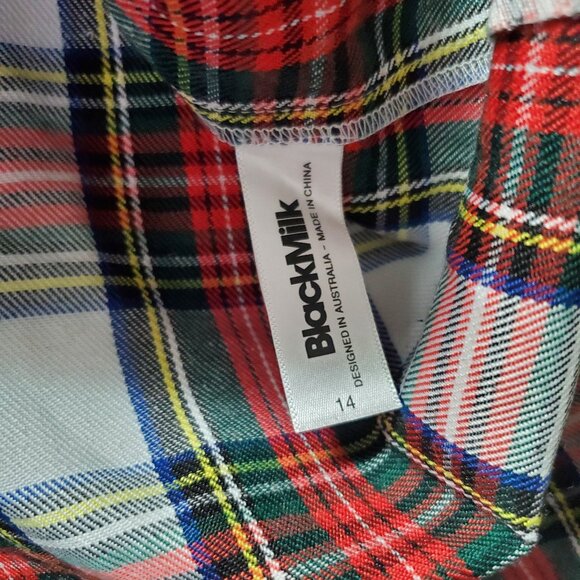 BlackMilk
DESIGNED IN AUSTRALIA - MADE IN CHINA
14